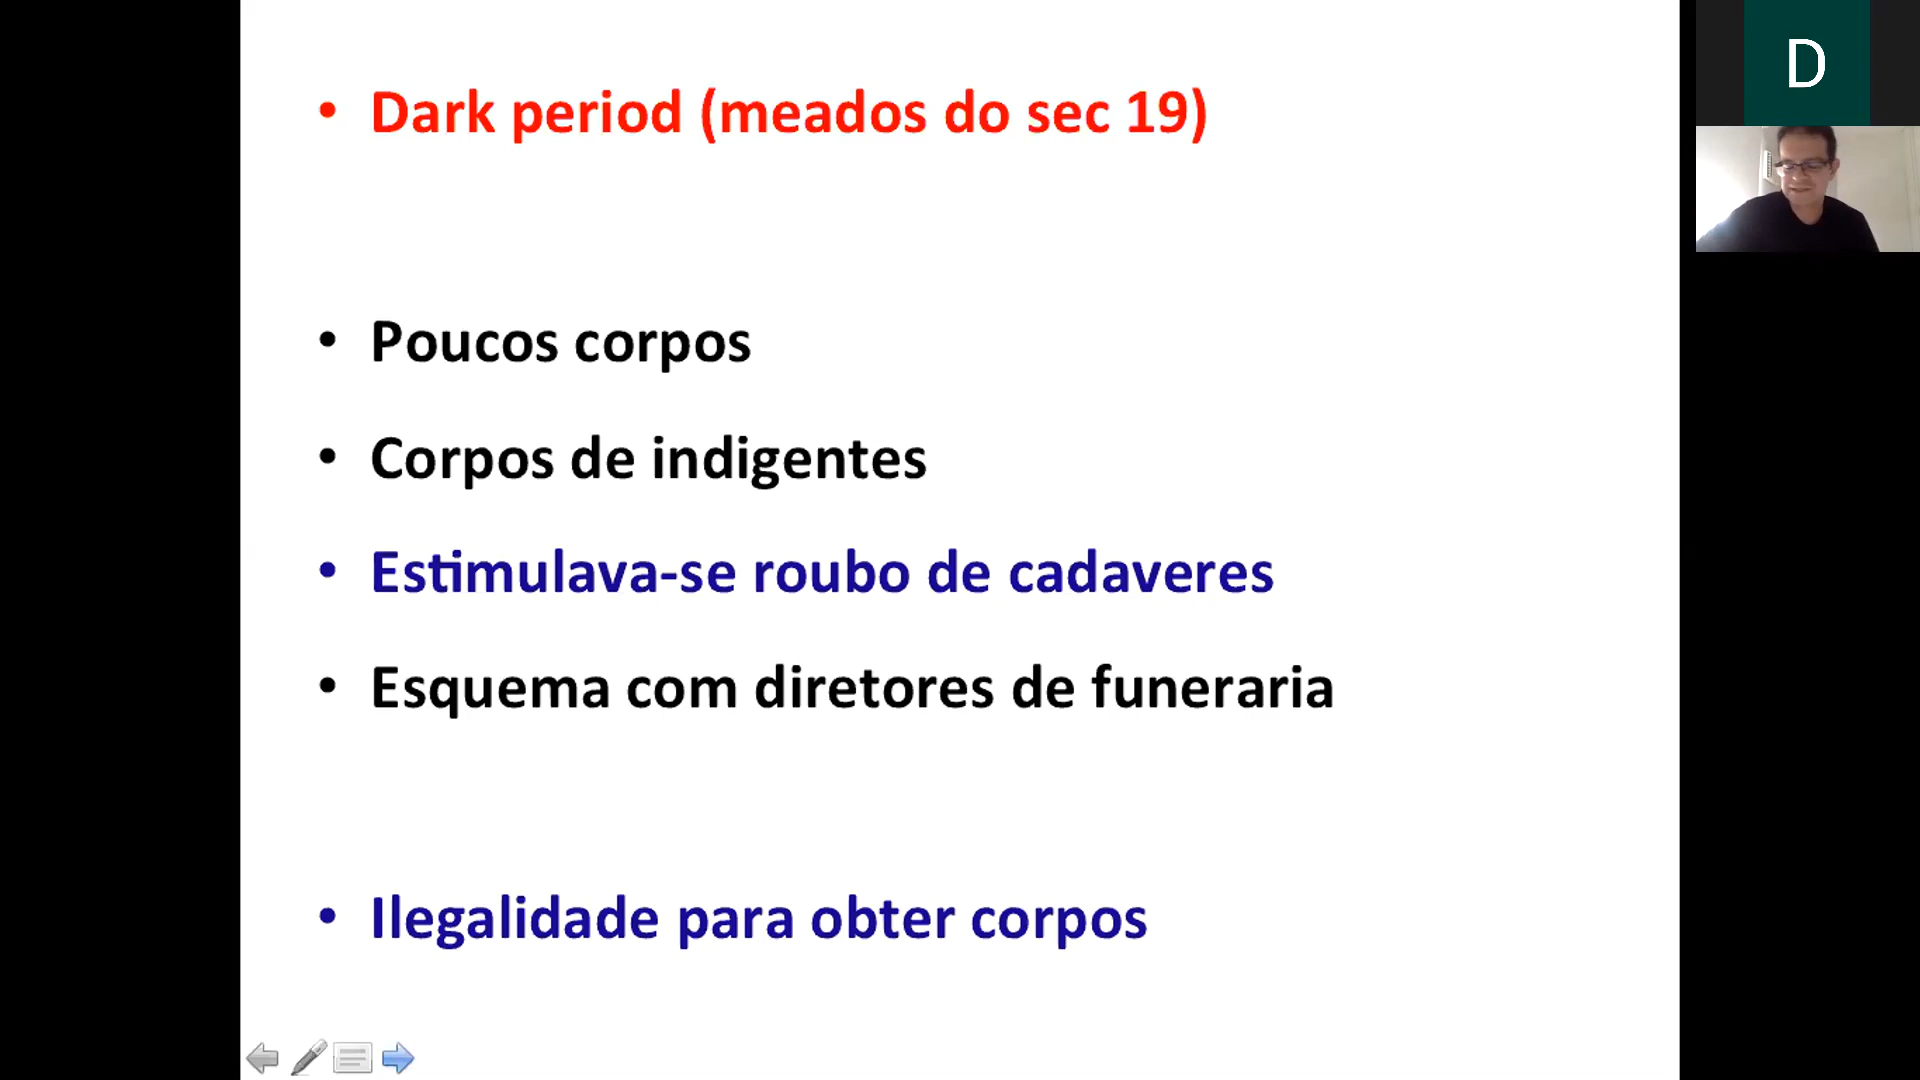 • Dark period (meados do sec 19)
• Poucos corpos
• Corpos de indigentes
• Estimulava-se roubo de cadaveres
• Esquema com diretores de funeraria
• Ilegalidade para obter corpos
D